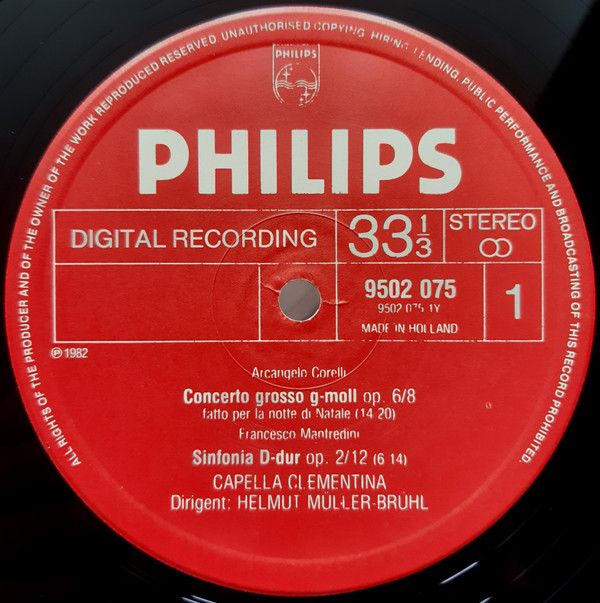 ALL RIGHTS OF THE PRODUCER AND OF THE OWNER OF THE WORK REPRODUCED RESERVED. UNAUTHORISED COPYING, HIRING, LENDING, PUBLIC PERFORMANCE AND BROADCASTING OF THIS RECORD PROHIBITED.
PHILIPS
PHILIPS
DIGITAL RECORDING
33 1/3
STEREO
9502 075
9502 075 1Y
MADE IN HOLLAND
1
℗ 1982
Arcangelo Corelli
Concerto grosso g-moll op. 6/8
fatto per la notte di Natale (14 20)
Francesco Manfredini
Sinfonia D-dur op. 2/12 (6 14)
CAPELLA CLEMENTINA
Dirigent: HELMUT MÜLLER-BRÜHL